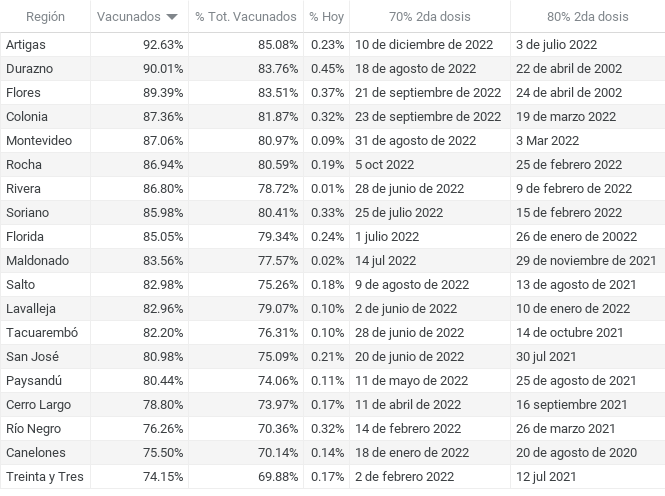 Región Vacunados % Tot. Vacunados % Hoy 70% 2da dosis 80% 2da dosis
Artigas 92.63% 85.08% 0.23% 10 de diciembre de 2022 3 de julio 2022
Durazno 90.01% 83.76% 0.45% 18 de agosto de 2022 22 de abril de 2002
Flores 89.39% 83.51% 0.37% 21 de septiembre de 2022 24 de abril de 2002
Colonia 87.36% 81.87% 0.32% 23 de septiembre de 2022 19 de marzo 2022
Montevideo 87.06% 80.97% 0.09% 31 de agosto de 2022 3 Mar 2022
Rocha 86.94% 80.59% 0.19% 5 oct 2022 25 de febrero 2022
Rivera 86.80% 78.72% 0.01% 28 de junio de 2022 9 de febrero de 2022
Soriano 85.98% 80.41% 0.33% 25 de julio 2022 15 de febrero 2022
Florida 85.05% 79.34% 0.24% 1 julio 2022 26 de enero de 20022
Maldonado 83.56% 77.57% 0.02% 14 jul 2022 29 de noviembre de 2021
Salto 82.98% 75.26% 0.18% 9 de agosto de 2022 13 de agosto de 2021
Lavalleja 82.96% 79.07% 0.10% 2 de junio de 2022 10 de enero de 2022
Tacuarembó 82.20% 76.31% 0.10% 28 de junio de 2022 14 de octubre 2021
San José 80.98% 75.09% 0.21% 20 de junio de 2022 30 jul 2021
Paysandú 80.44% 74.06% 0.11% 11 de mayo de 2022 25 de agosto de 2021
Cerro Largo 78.80% 73.97% 0.17% 11 de abril de 2022 16 septiembre 2021
Río Negro 76.26% 70.36% 0.32% 14 de febrero 2022 26 de marzo 2021
Canelones 75.50% 70.14% 0.14% 18 de enero de 2022 20 de agosto de 2020
Treinta y Tres 74.15% 69.88% 0.17% 2 de febrero 2022 12 jul 2021